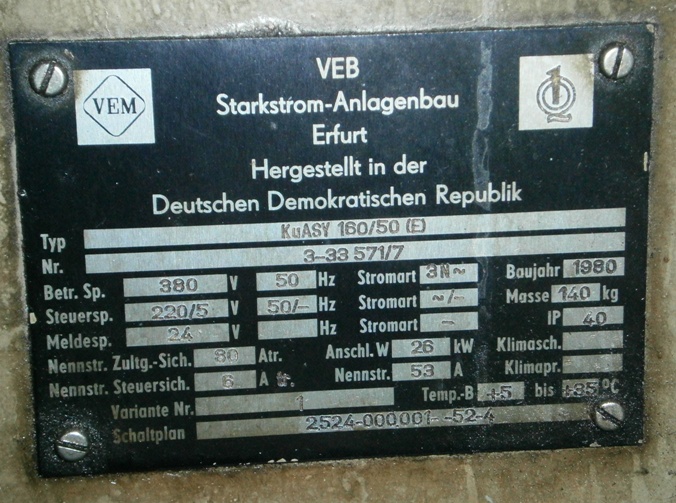 VEM
VEB
Starkstrom-Anlagenbau
Erfurt
Hergestellt in der
Deutschen Demokratischen Republik
1Q
Typ KuASY 160/50 (E)
Nr. 3-33 571/7
Betr. Sp. 380 V 50 Hz Stromart 3N~ Baujahr 1980
Steuersp. 220/5 V 50/- Hz Stromart ~/- Masse 140 kg
Meldesp. 24 V Hz Stromart - IP 40
Nennstr. Zultg.-Sich. 80 Atr. Anschl.W 26 kW Klimasch. -
Nennstr. Steuersich. 6 A tr. Nennstr. 53 A Klimapr. -
Variante Nr. 1 Temp.-B +5 bis +35 °C
Schaltplan 2524-000001--52-4